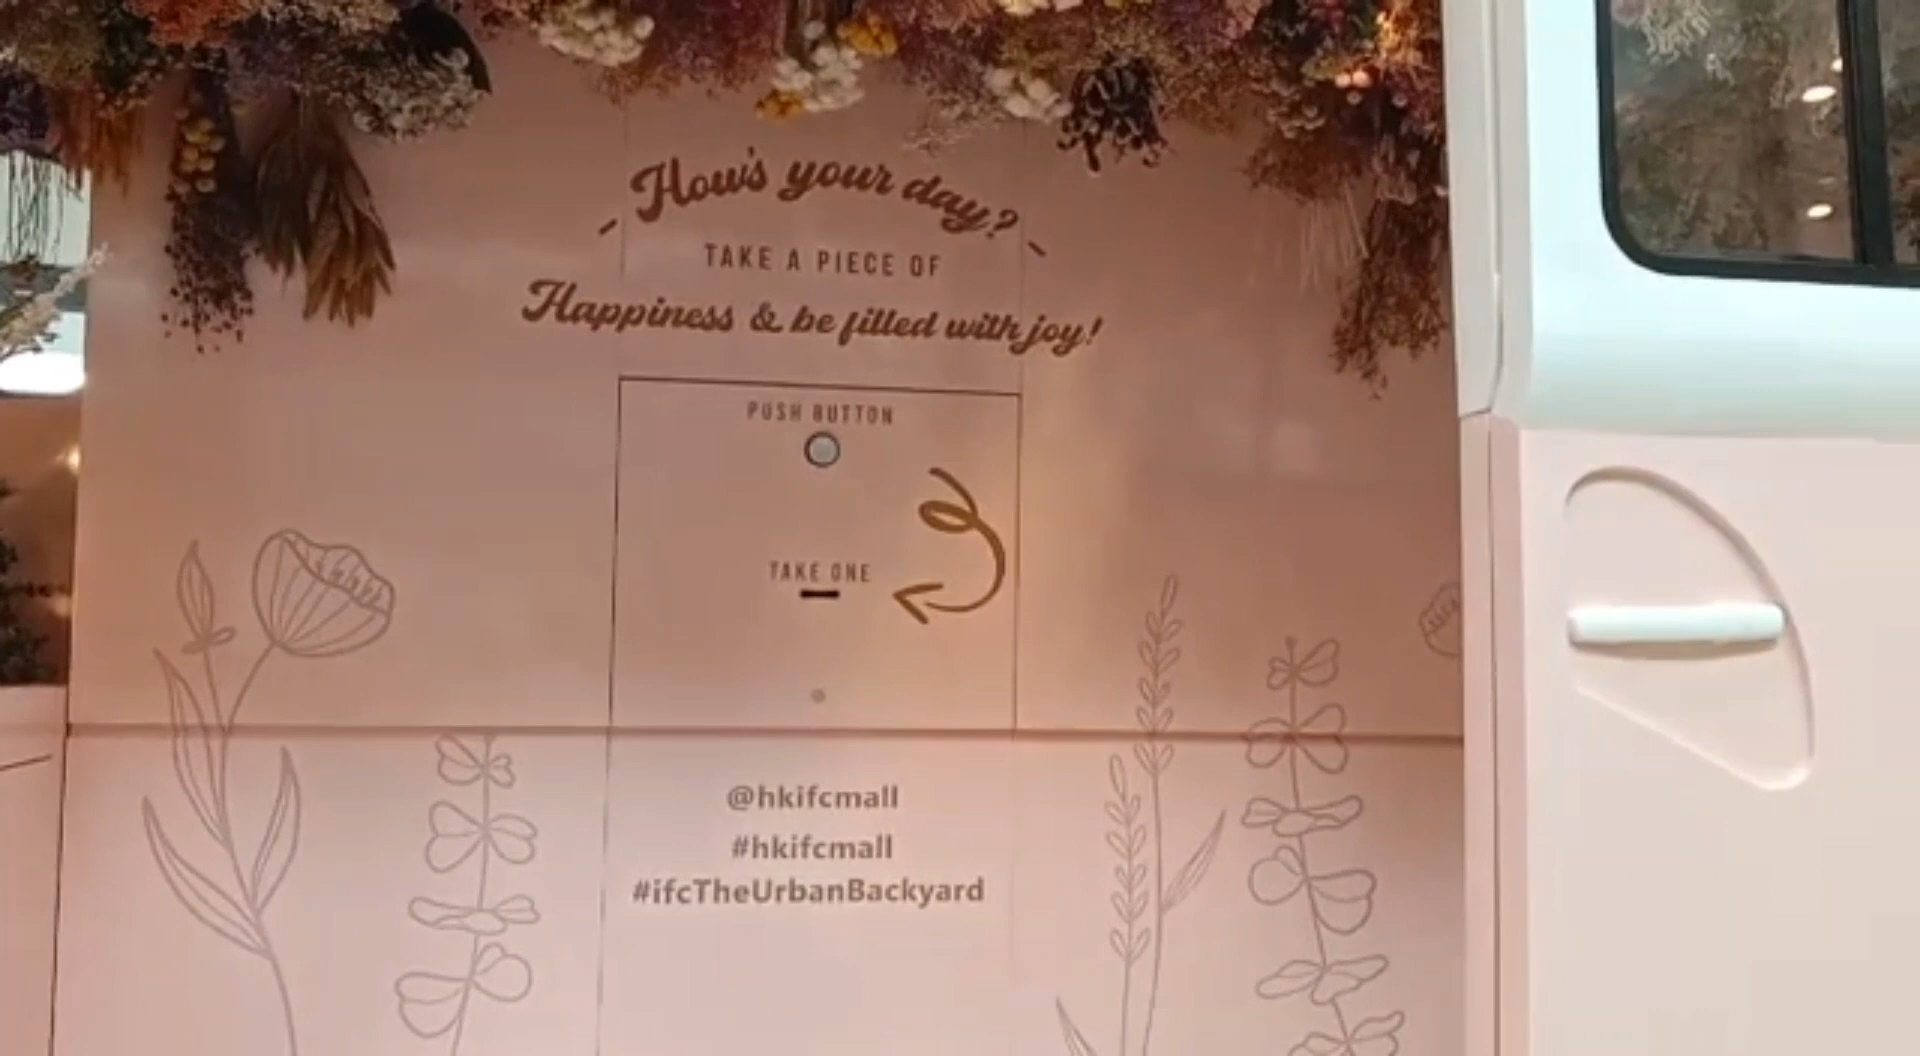 How's your day?
TAKE A PIECE OF
Happiness & be filled with joy!
PUSH BUTTON
TAKE ONE
@hkifcmall
#hkifcmall
#ifcTheUrbanBackyard